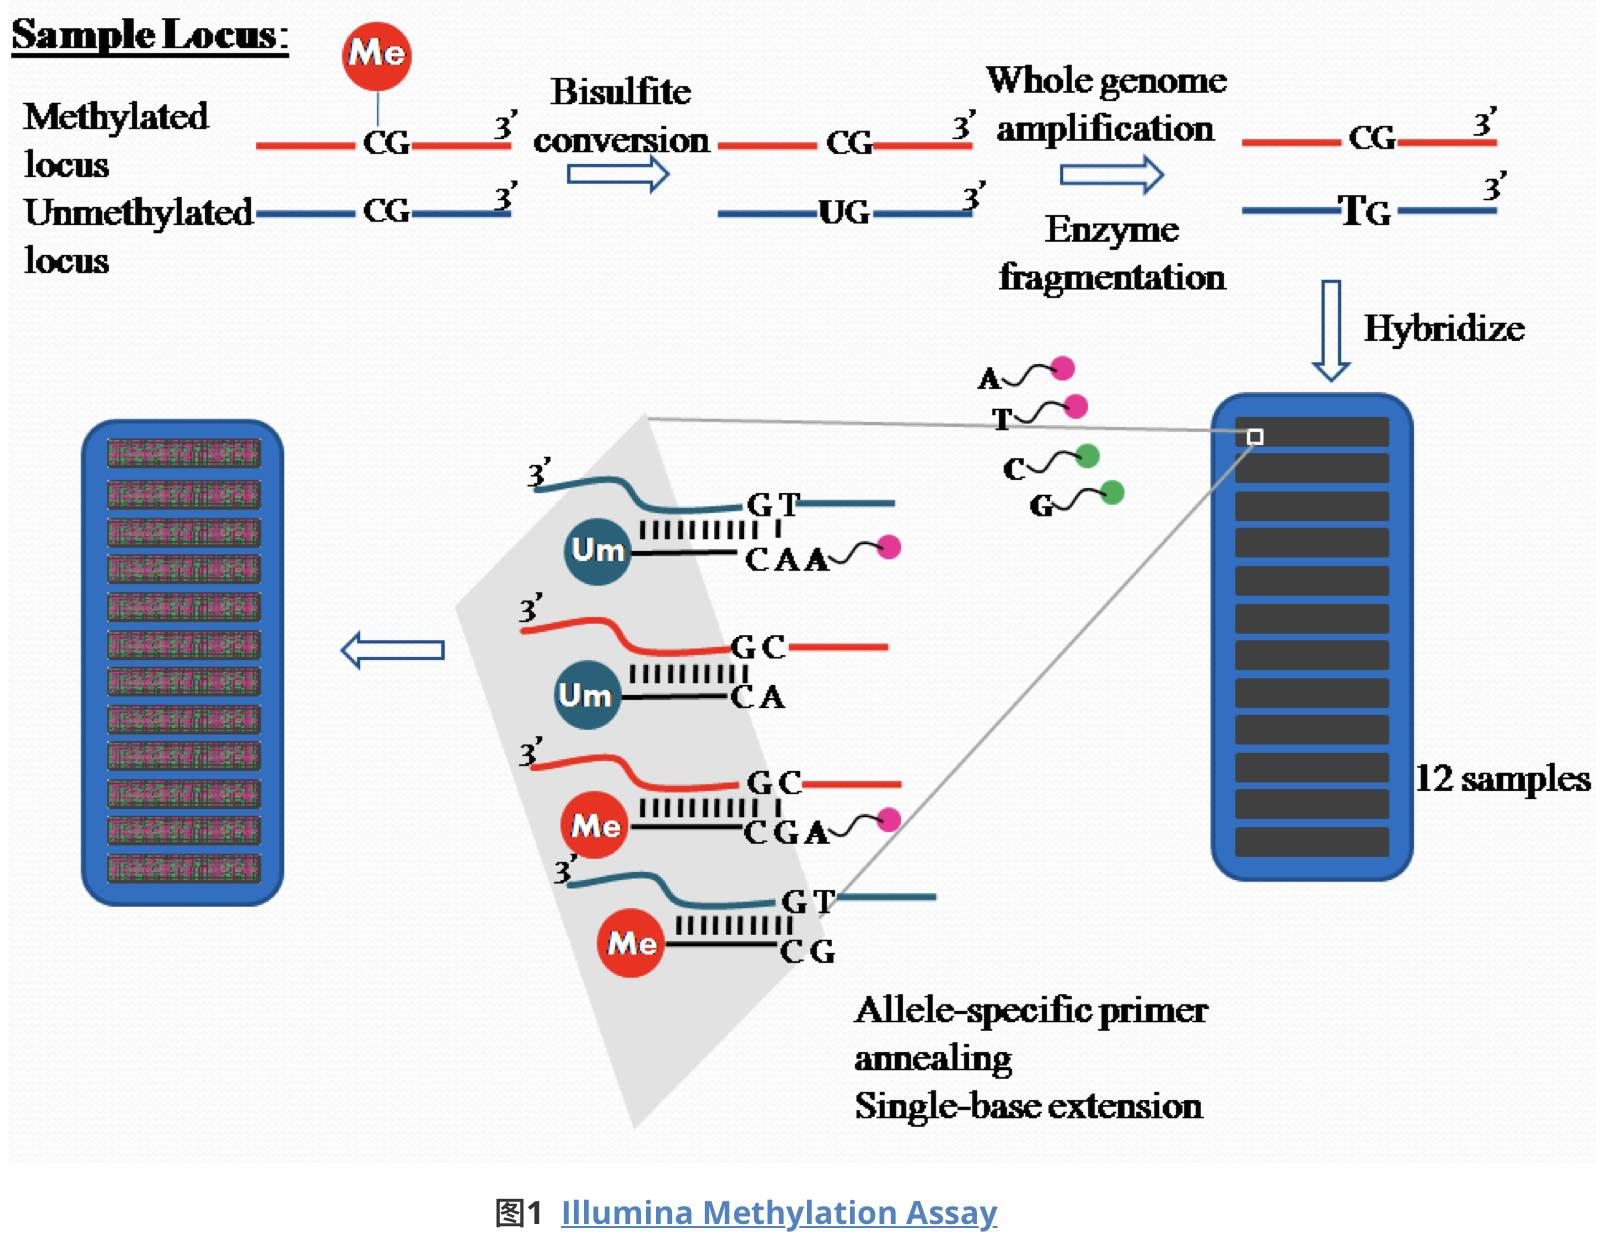 Sample Locus:
Me
Methylated
locus
CG
3’
Unmethylated
locus
CG
3’
Bisulfite
conversion
CG
3’
UG
3’
Whole genome
amplification
Enzyme
fragmentation
CG
3’
TG
3’
Hybridize
A
T
C
G
12 samples
3’
G T
Um
C A A
3’
G C
Um
C A
3’
G C
Me
C G A
3’
G T
Me
C G
Allele-specific primer
annealing
Single-base extension
图1 Illumina Methylation Assay